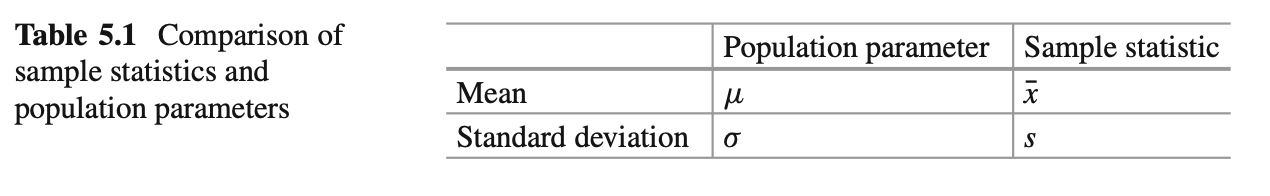 Table 5.1 Comparison of
sample statistics and
population parameters
Population parameter Sample statistic
Mean μ x̄
Standard deviation σ s